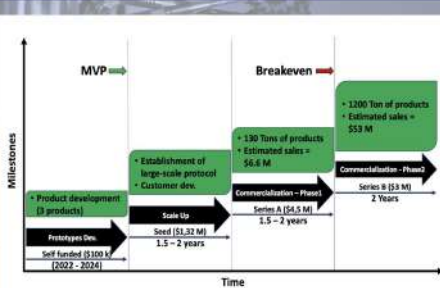 MVP
Breakeven
Milestones
• Product development
(3 products)
Prototypes Dev.
Self funded ($100 k)
(2022 - 2024)
• Establishment of
large-scale protocol
• Customer dev.
Scale Up
Seed ($1,32 M)
1.5 – 2 years
• 130 Tons of products
• Estimated sales =
$6.6 M
Commercialization – Phase1
Series A ($4,5 M)
1.5 – 2 years
• 1200 Ton of products
• Estimated sales =
$53 M
Commercialization – Phase2
Series B ($3 M)
2 Years
Time